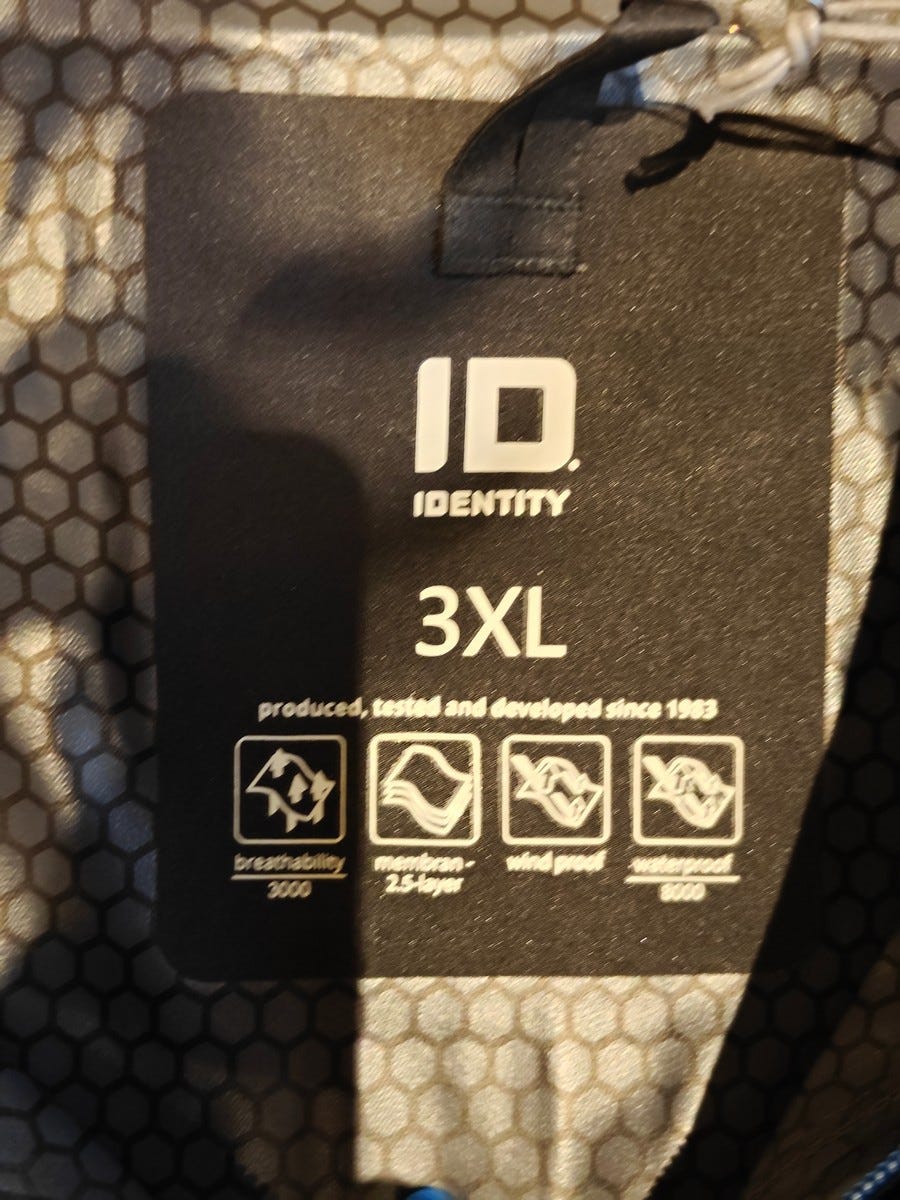 ID.
IDENTITY
3XL
produced, tested and developed since 1983
breathability
3000
membran -
2.5-layer
wind proof
waterproof
8000